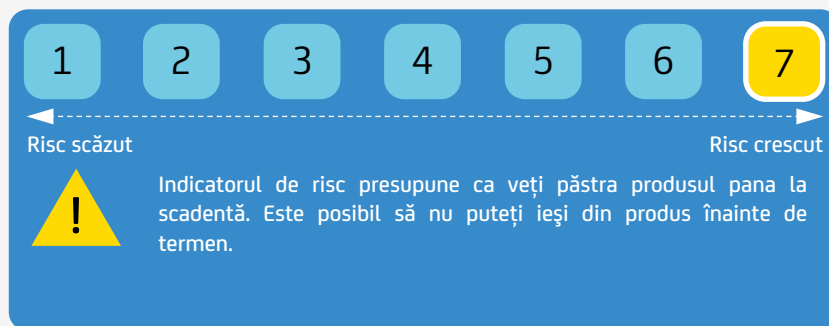 1 2 3 4 5 6 7
Risc scăzut Risc crescut
!
Indicatorul de risc presupune ca veți păstra produsul pana la
scadentă. Este posibil să nu puteți ieşi din produs înainte de
termen.